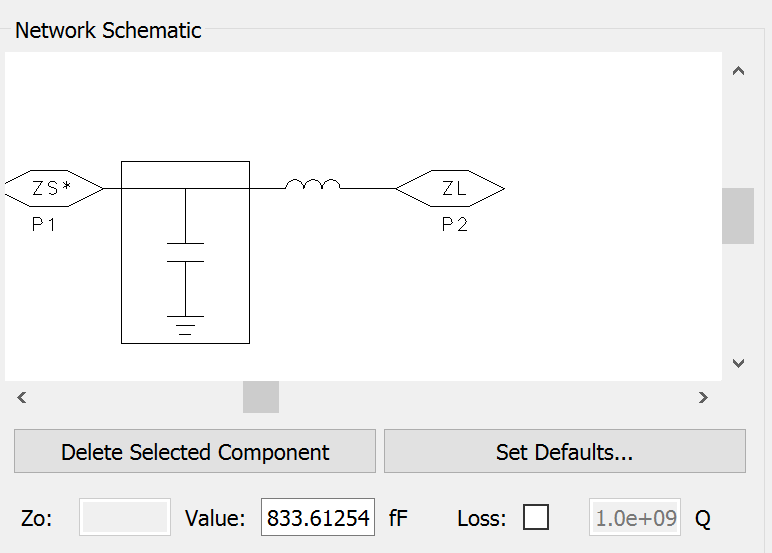 Network Schematic
ZS* ZL
P1 P2
Delete Selected Component Set Defaults...
Zo: Value: 833.61254 fF Loss: 1.0e+09 Q